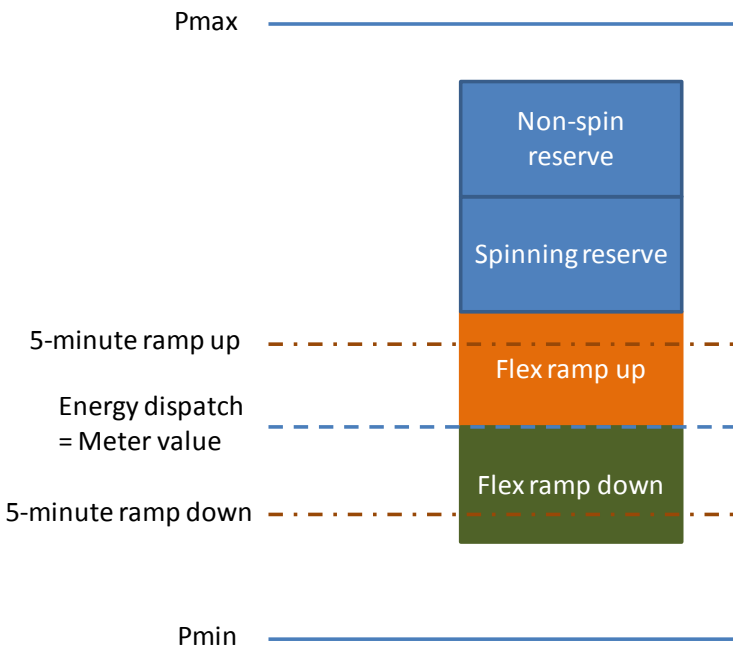 Pmax
Non-spin
reserve
Spinning reserve
5-minute ramp up
Flex ramp up
Energy dispatch
= Meter value
Flex ramp down
5-minute ramp down
Pmin